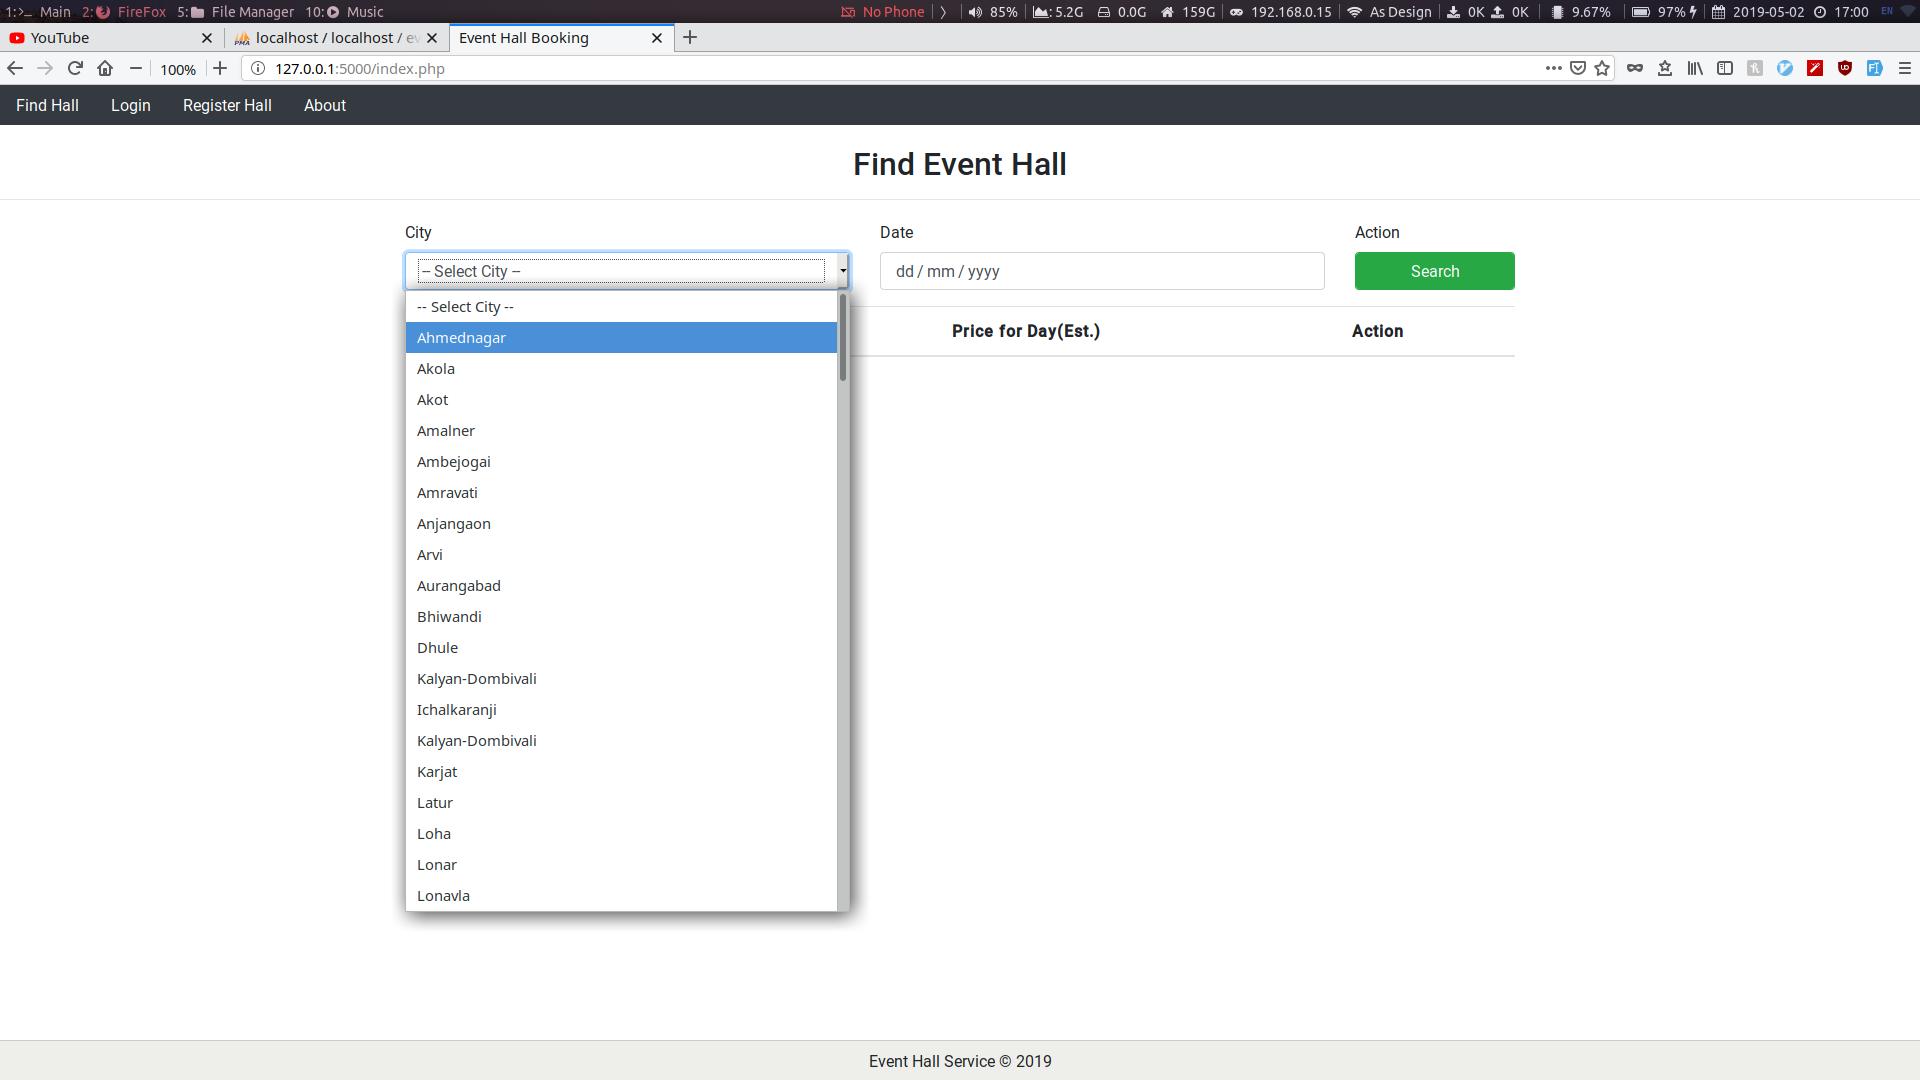 1:>_ Main 2: FireFox 5: File Manager 10: Music No Phone 85% : 5.2G 0.0G 159G 192.168.0.15 As Design 0K 0K 9.67% 97% 2019-05-02 17:00 EN
YouTube localhost / localhost / ev Event Hall Booking
100% 127.0.0.1:5000/index.php
Find Hall Login Register Hall About
Find Event Hall
City Date Action
-- Select City -- dd / mm / yyyy Search
-- Select City --
Price for Day(Est.) Action
Ahmednagar
Akola
Akot
Amalner
Ambejogai
Amravati
Anjangaon
Arvi
Aurangabad
Bhiwandi
Dhule
Kalyan-Dombivali
Ichalkaranji
Kalyan-Dombivali
Karjat
Latur
Loha
Lonar
Lonavla
Event Hall Service © 2019